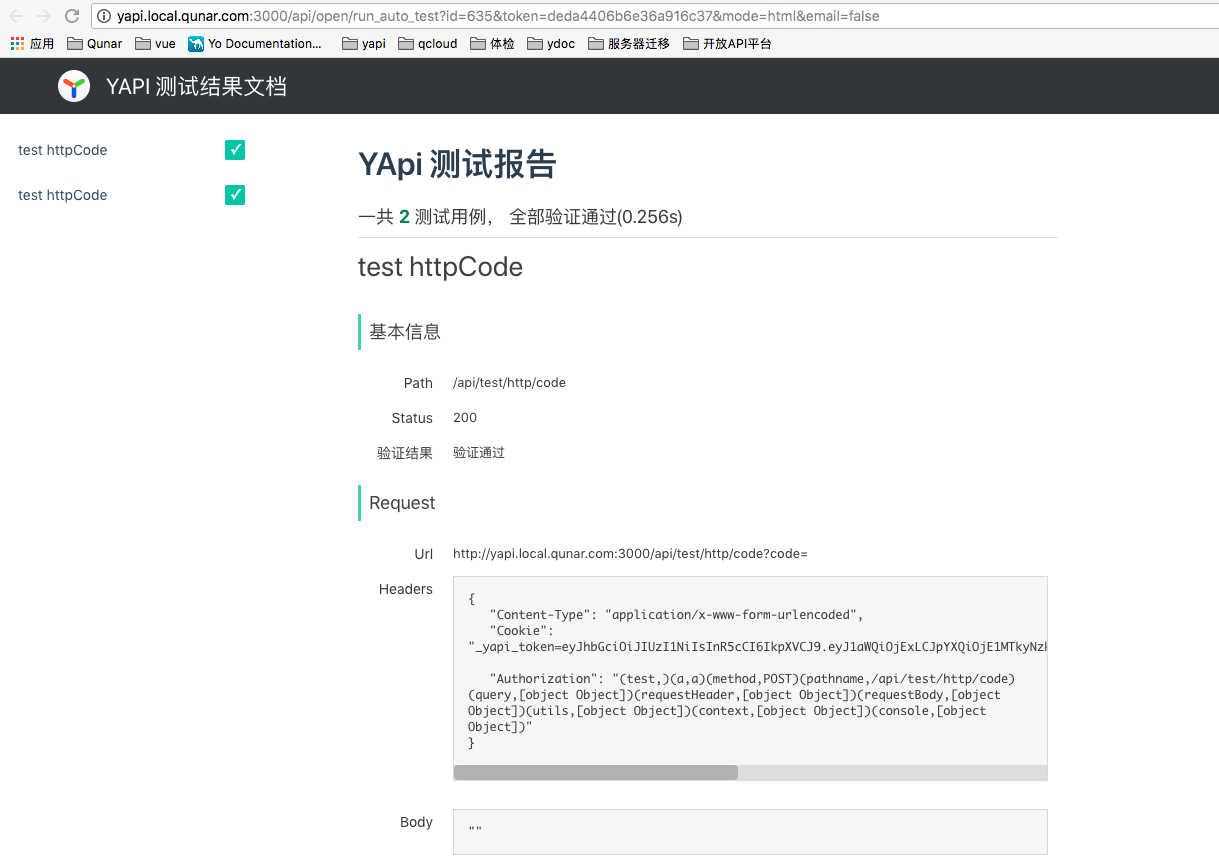 yapi.local.qunar.com:3000/api/open/run_auto_test?id=635&token=deda4406b6e36a916c37&mode=html&email=false
应用 Qunar vue Yo Documentation... yapi qcloud 体检 ydoc 服务器迁移 开放API平台
YAPI 测试结果文档
test httpCode
test httpCode
YApi 测试报告
一共 2 测试用例， 全部验证通过(0.256s)
test httpCode
基本信息
Path /api/test/http/code
Status 200
验证结果 验证通过
Request
Url http://yapi.local.qunar.com:3000/api/test/http/code?code=
Headers
{
"Content-Type": "application/x-www-form-urlencoded",
"Cookie":
"_yapi_token=eyJhbGciOiJIUzI1NiIsInR5cCI6IkpXVCJ9.eyJ1aWQiOjExLCJpYXQiOjE1MTkyNzl
"Authorization": "(test,)(a,a)(method,POST)(pathname,/api/test/http/code)
(query,[object Object])(requestHeader,[object Object])(requestBody,[object
Object])(utils,[object Object])(context,[object Object])(console,[object
Object])"
}
Body ""